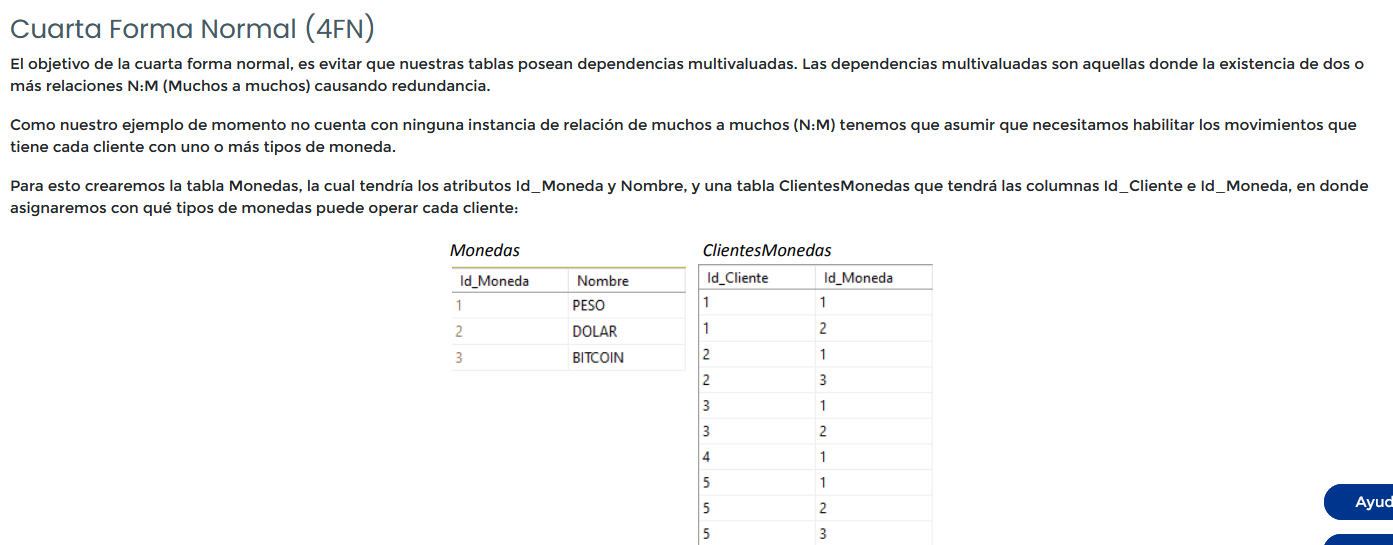 Cuarta Forma Normal (4FN)
El objetivo de la cuarta forma normal, es evitar que nuestras tablas posean dependencias multivaluadas. Las dependencias multivaluadas son aquellas donde la existencia de dos o
más relaciones N:M (Muchos a muchos) causando redundancia.
Como nuestro ejemplo de momento no cuenta con ninguna instancia de relación de muchos a muchos (N:M) tenemos que asumir que necesitamos habilitar los movimientos que
tiene cada cliente con uno o más tipos de moneda.
Para esto crearemos la tabla Monedas, la cual tendría los atributos Id_Moneda y Nombre, y una tabla ClientesMonedas que tendrá las columnas Id_Cliente e Id_Moneda, en donde
asignaremos con qué tipos de monedas puede operar cada cliente:
Monedas
Id_Moneda Nombre
1 PESO
2 DOLAR
3 BITCOIN
ClientesMonedas
Id_Cliente Id_Moneda
1 1
1 2
2 1
2 3
3 1
3 2
4 1
5 1
5 2
5 3
Ayud